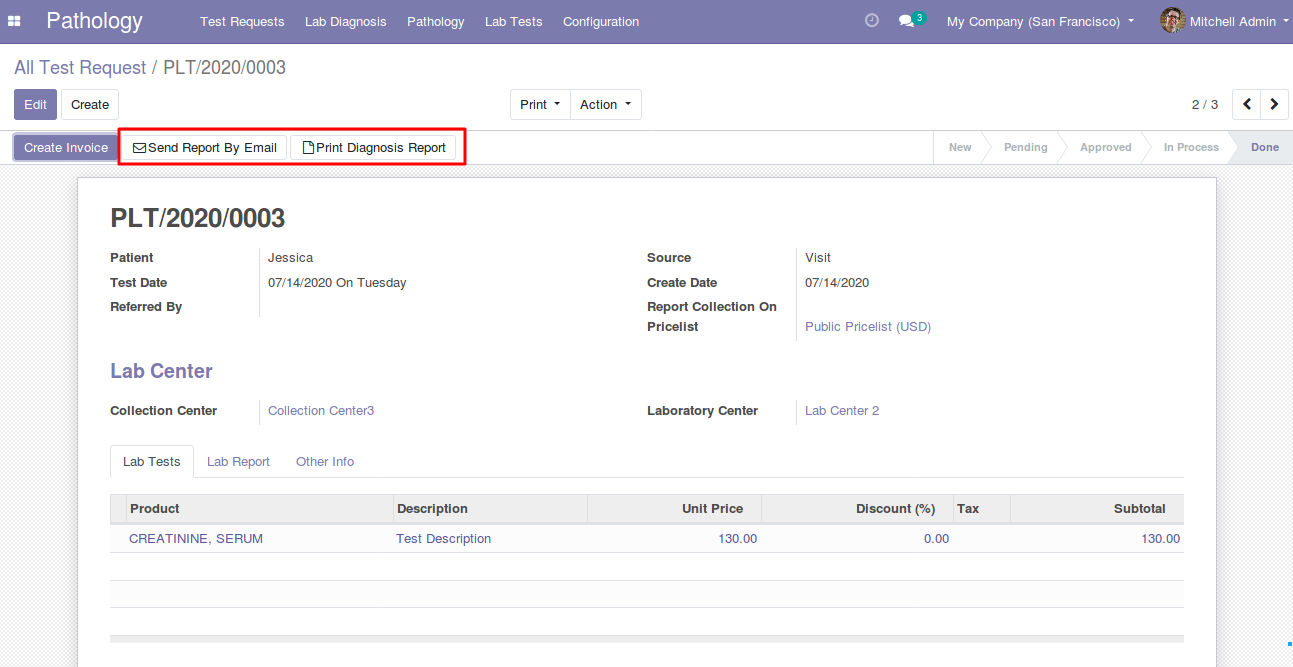 Pathology Test Requests Lab Diagnosis Pathology Lab Tests Configuration 3 My Company (San Francisco) Mitchell Admin
All Test Request / PLT/2020/0003
Edit Create Print Action 2 / 3
Create Invoice Send Report By Email Print Diagnosis Report New Pending Approved In Process Done
PLT/2020/0003
Patient Jessica Source Visit
Test Date 07/14/2020 On Tuesday Create Date 07/14/2020
Referred By Report Collection On
Pricelist Public Pricelist (USD)
Lab Center
Collection Center Collection Center3 Laboratory Center Lab Center 2
Lab Tests Lab Report Other Info
Product Description Unit Price Discount (%) Tax Subtotal
CREATININE, SERUM Test Description 130.00 0.00 130.00